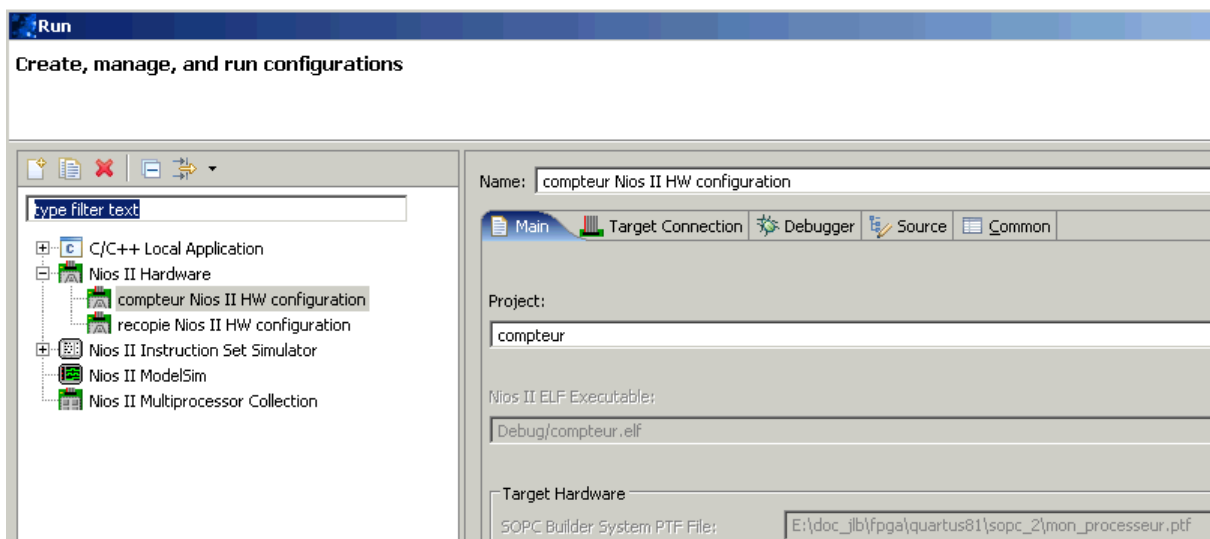 Run
Create, manage, and run configurations
type filter text
C/C++ Local Application
Nios II Hardware
compteur Nios II HW configuration
recopie Nios II HW configuration
Nios II Instruction Set Simulator
Nios II ModelSim
Nios II Multiprocessor Collection
Name: compteur Nios II HW configuration
Main Target Connection Debugger Source Common
Project:
compteur
Nios II ELF Executable:
Debug/compteur.elf
Target Hardware
SOPC Builder System PTF File: E:\doc_jlb\fpga\quartus81\sopc_2\mon_processeur.ptf